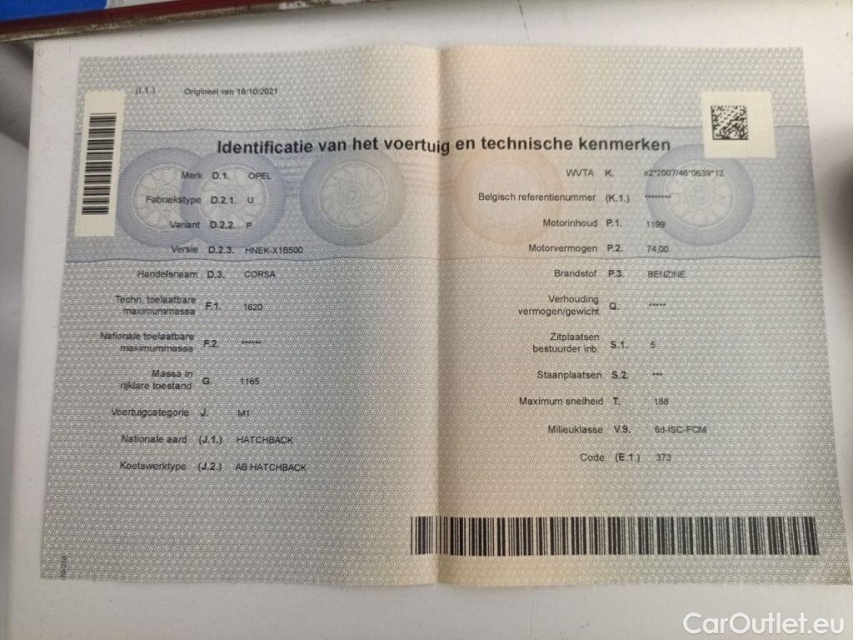 (I.1.) Origineel van 18/10/2021
Identificatie van het voertuig en technische kenmerken
Merk D.1. OPEL
Fabriekstype D.2.1. U
Variant D.2.2. P
Versie D.2.3. HNEK-X1B500
Handelsnaam D.3. CORSA
Techn. toelaatbare
maximummassa F.1. 1620
Nationale toelaatbare
maximummassa F.2. ******
Massa in
rijklare toestand G. 1165
Voertuigcategorie J. M1
Nationale aard (J.1.) HATCHBACK
Koetswerktype (J.2.) AB HATCHBACK
WVTA K. e2*2007/46*0639*13
Belgisch referentienummer (K.1.) ********
Motorinhoud P.1. 1199
Motorvermogen P.2. 74.00
Brandstof P.3. BENZINE
Verhouding
vermogen/gewicht Q. *****
Zitplaatsen
bestuurder inb. S.1. 5
Staanplaatsen S.2. ***
Maximum snelheid T. 188
Milieuklasse V.9. 6d-ISC-FCM
Code (E.1.) 373
CarOutlet.eu